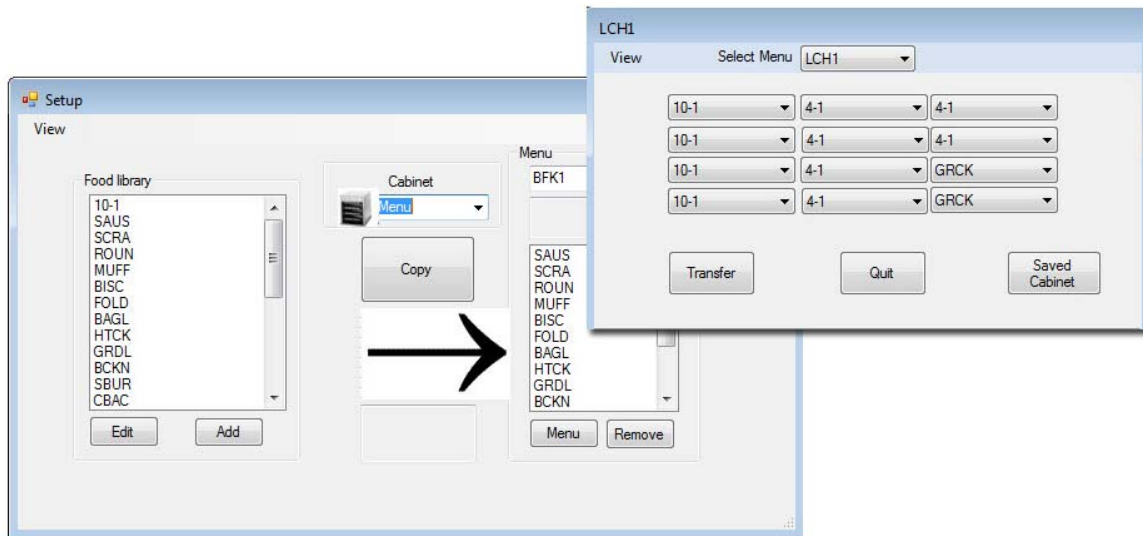 LCH1
View Select Menu LCH1
10-1 4-1 4-1
10-1 4-1 4-1
10-1 4-1 GRCK
10-1 4-1 GRCK
Transfer Quit Saved Cabinet
Setup
View
Food library
10-1
SAUS
SCRA
ROUN
MUFF
BISC
FOLD
BAGL
HTCK
GRDL
BCKN
SBUR
CBAC
Edit Add
Cabinet
Menu
Copy
Menu
BFK1
SAUS
SCRA
ROUN
MUFF
BISC
FOLD
BAGL
HTCK
GRDL
BCKN
Menu Remove